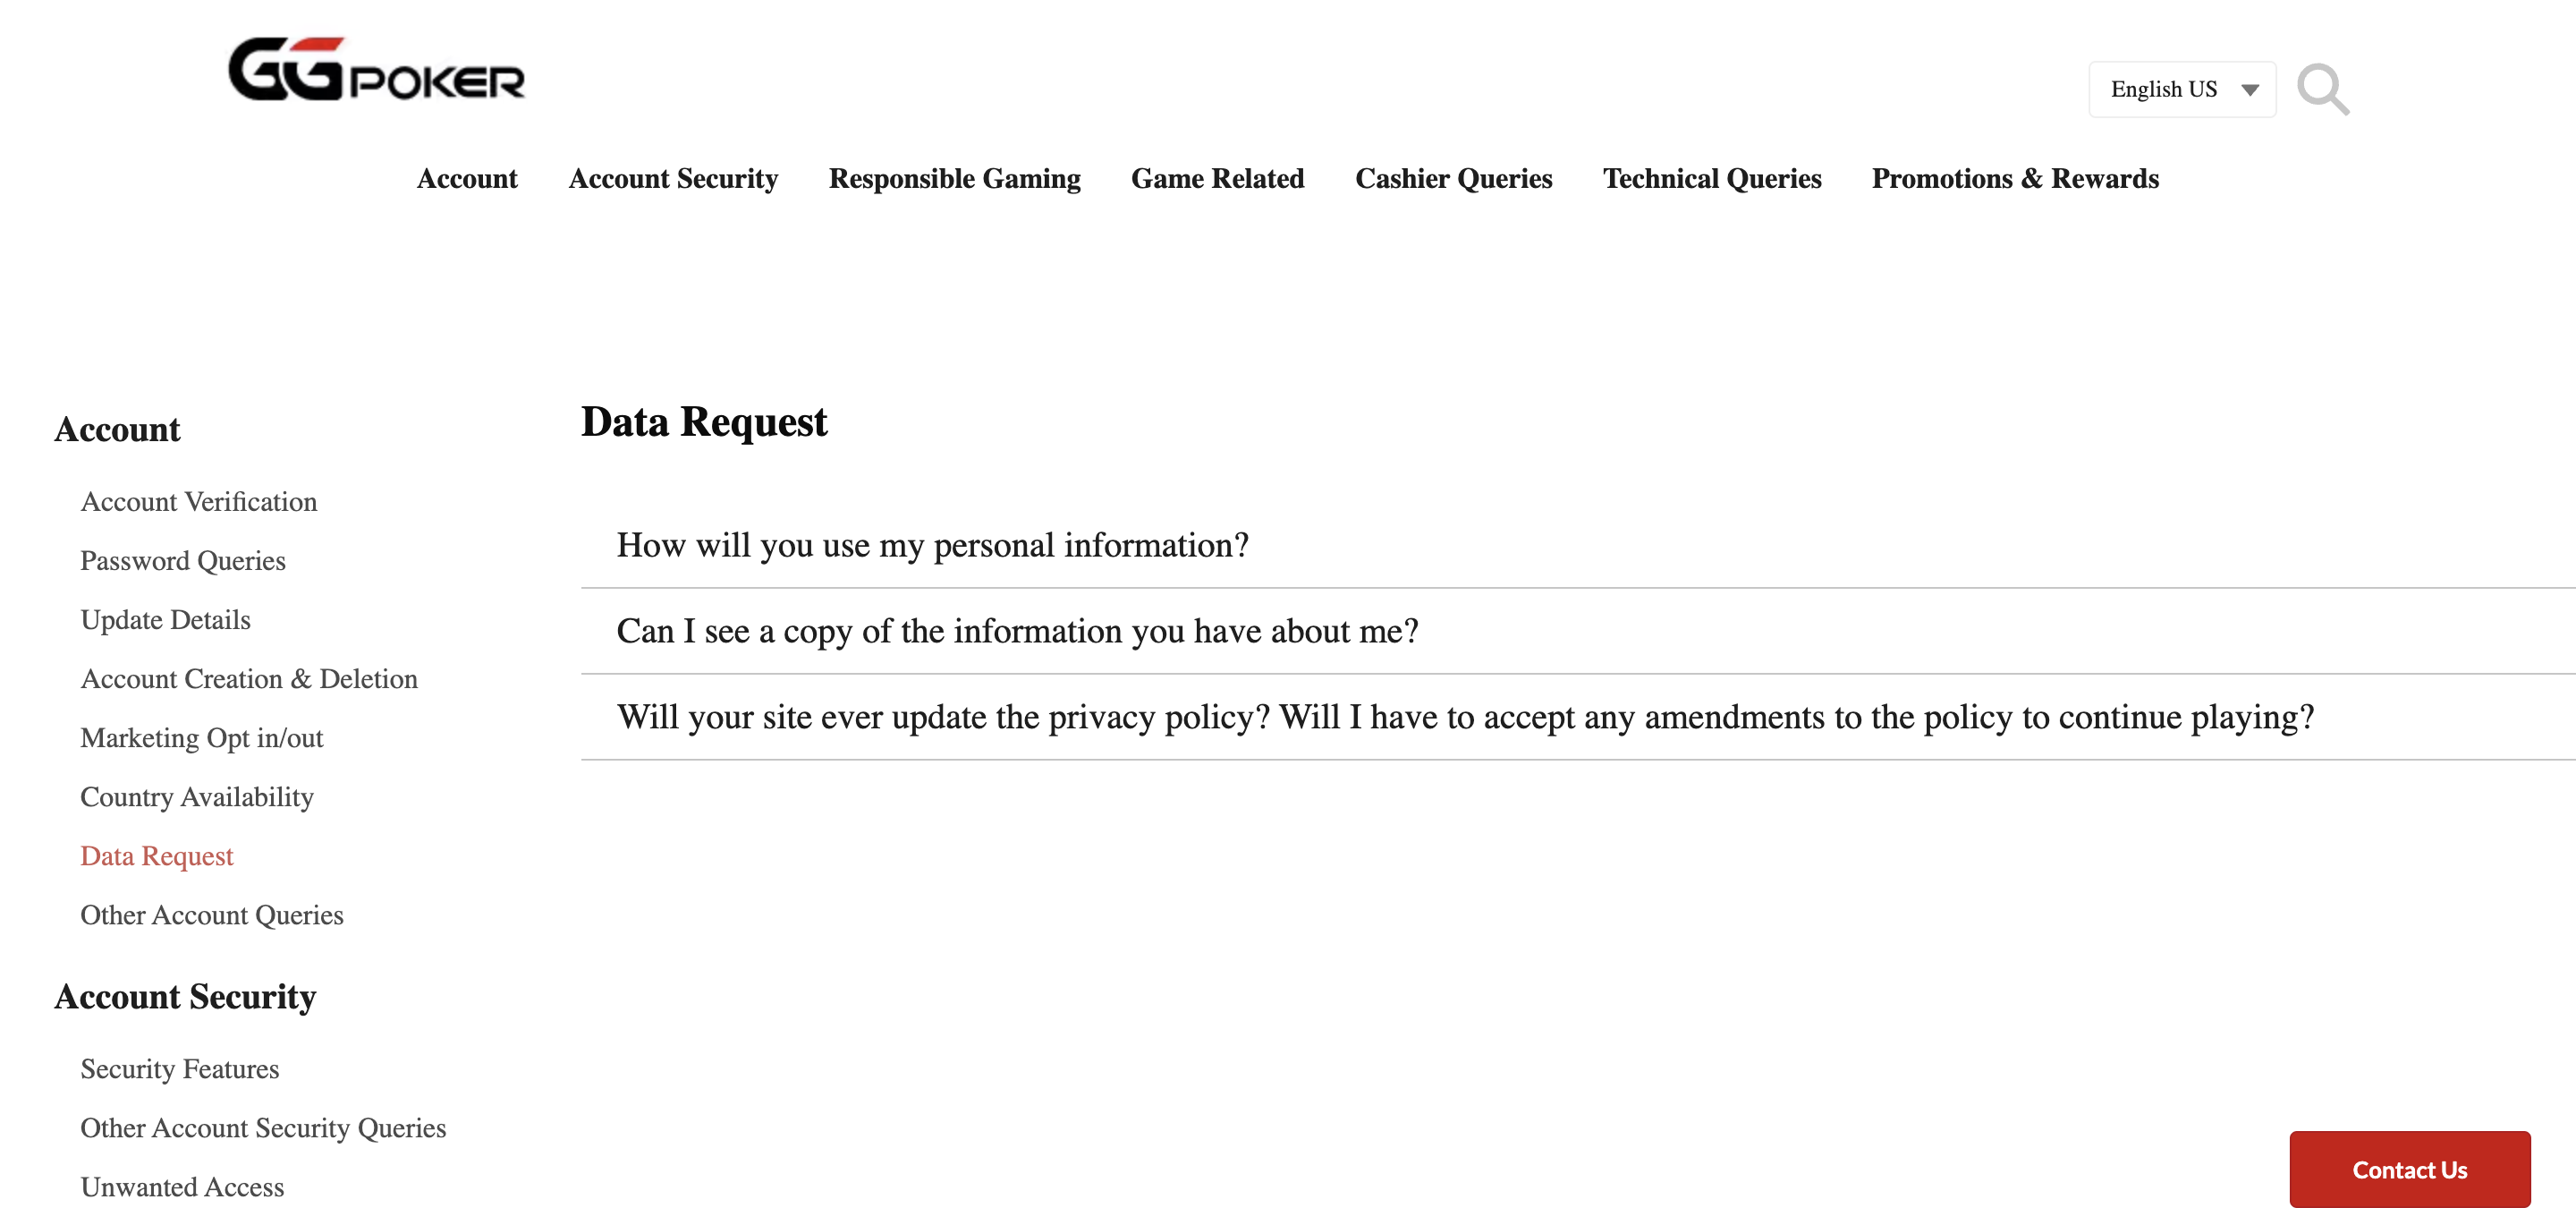 GGPOKER
English US
Account Account Security Responsible Gaming Game Related Cashier Queries Technical Queries Promotions & Rewards
Account
Account Verification
Password Queries
Update Details
Account Creation & Deletion
Marketing Opt in/out
Country Availability
Data Request
Other Account Queries
Account Security
Security Features
Other Account Security Queries
Unwanted Access
Data Request
How will you use my personal information?
Can I see a copy of the information you have about me?
Will your site ever update the privacy policy? Will I have to accept any amendments to the policy to continue playing?
Contact Us